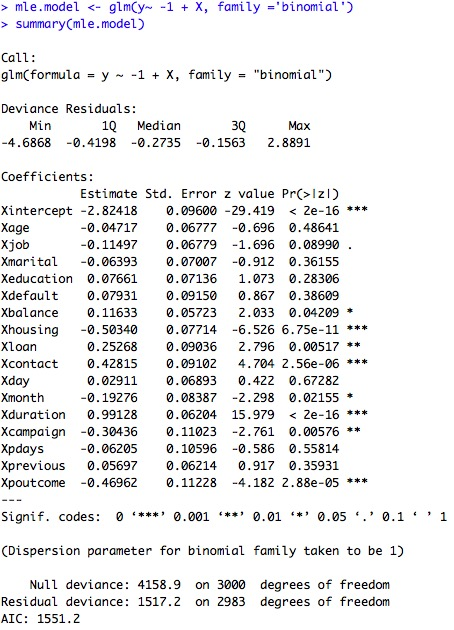 > mle.model <- glm(y~ -1 + X, family ='binomial')
> summary(mle.model)
Call:
glm(formula = y ~ -1 + X, family = "binomial")
Deviance Residuals:
Min 1Q Median 3Q Max
-4.6868 -0.4198 -0.2735 -0.1563 2.8891
Coefficients:
Estimate Std. Error z value Pr(>|z|)
Xintercept -2.82418 0.09600 -29.419 < 2e-16 ***
Xage -0.04717 0.06777 -0.696 0.48641
Xjob -0.11497 0.06779 -1.696 0.08990 .
Xmarital -0.06393 0.07007 -0.912 0.36155
Xeducation 0.07661 0.07136 1.073 0.28306
Xdefault 0.07931 0.09150 0.867 0.38609
Xbalance 0.11633 0.05723 2.033 0.04209 *
Xhousing -0.50340 0.07714 -6.526 6.75e-11 ***
Xloan 0.25268 0.09036 2.796 0.00517 **
Xcontact 0.42815 0.09102 4.704 2.56e-06 ***
Xday 0.02911 0.06893 0.422 0.67282
Xmonth -0.19276 0.08387 -2.298 0.02155 *
Xduration 0.99128 0.06204 15.979 < 2e-16 ***
Xcampaign -0.30436 0.11023 -2.761 0.00576 **
Xpdays -0.06205 0.10596 -0.586 0.55814
Xprevious 0.05697 0.06214 0.917 0.35931
Xpoutcome -0.46962 0.11228 -4.182 2.88e-05 ***
---
Signif. codes: 0 ‘***’ 0.001 ‘**’ 0.01 ‘*’ 0.05 ‘.’ 0.1 ‘ ’ 1
(Dispersion parameter for binomial family taken to be 1)
Null deviance: 4158.9 on 3000 degrees of freedom
Residual deviance: 1517.2 on 2983 degrees of freedom
AIC: 1551.2